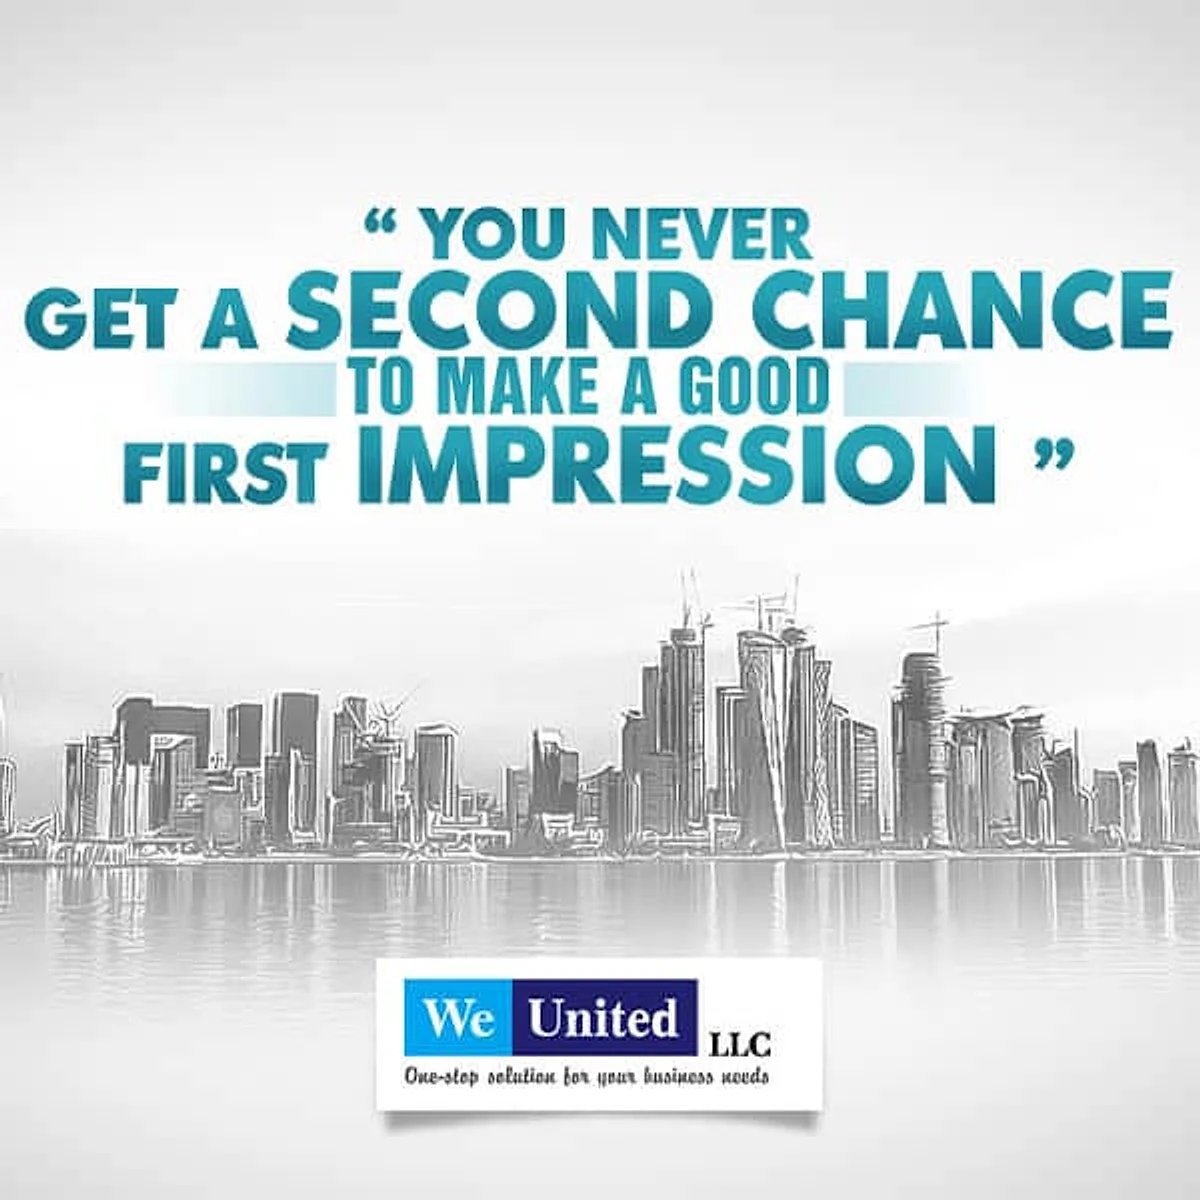 “ YOU NEVER
GET A SECOND CHANCE
TO MAKE A GOOD
FIRST IMPRESSION ”
We United LLC
One-stop solution for your business needs